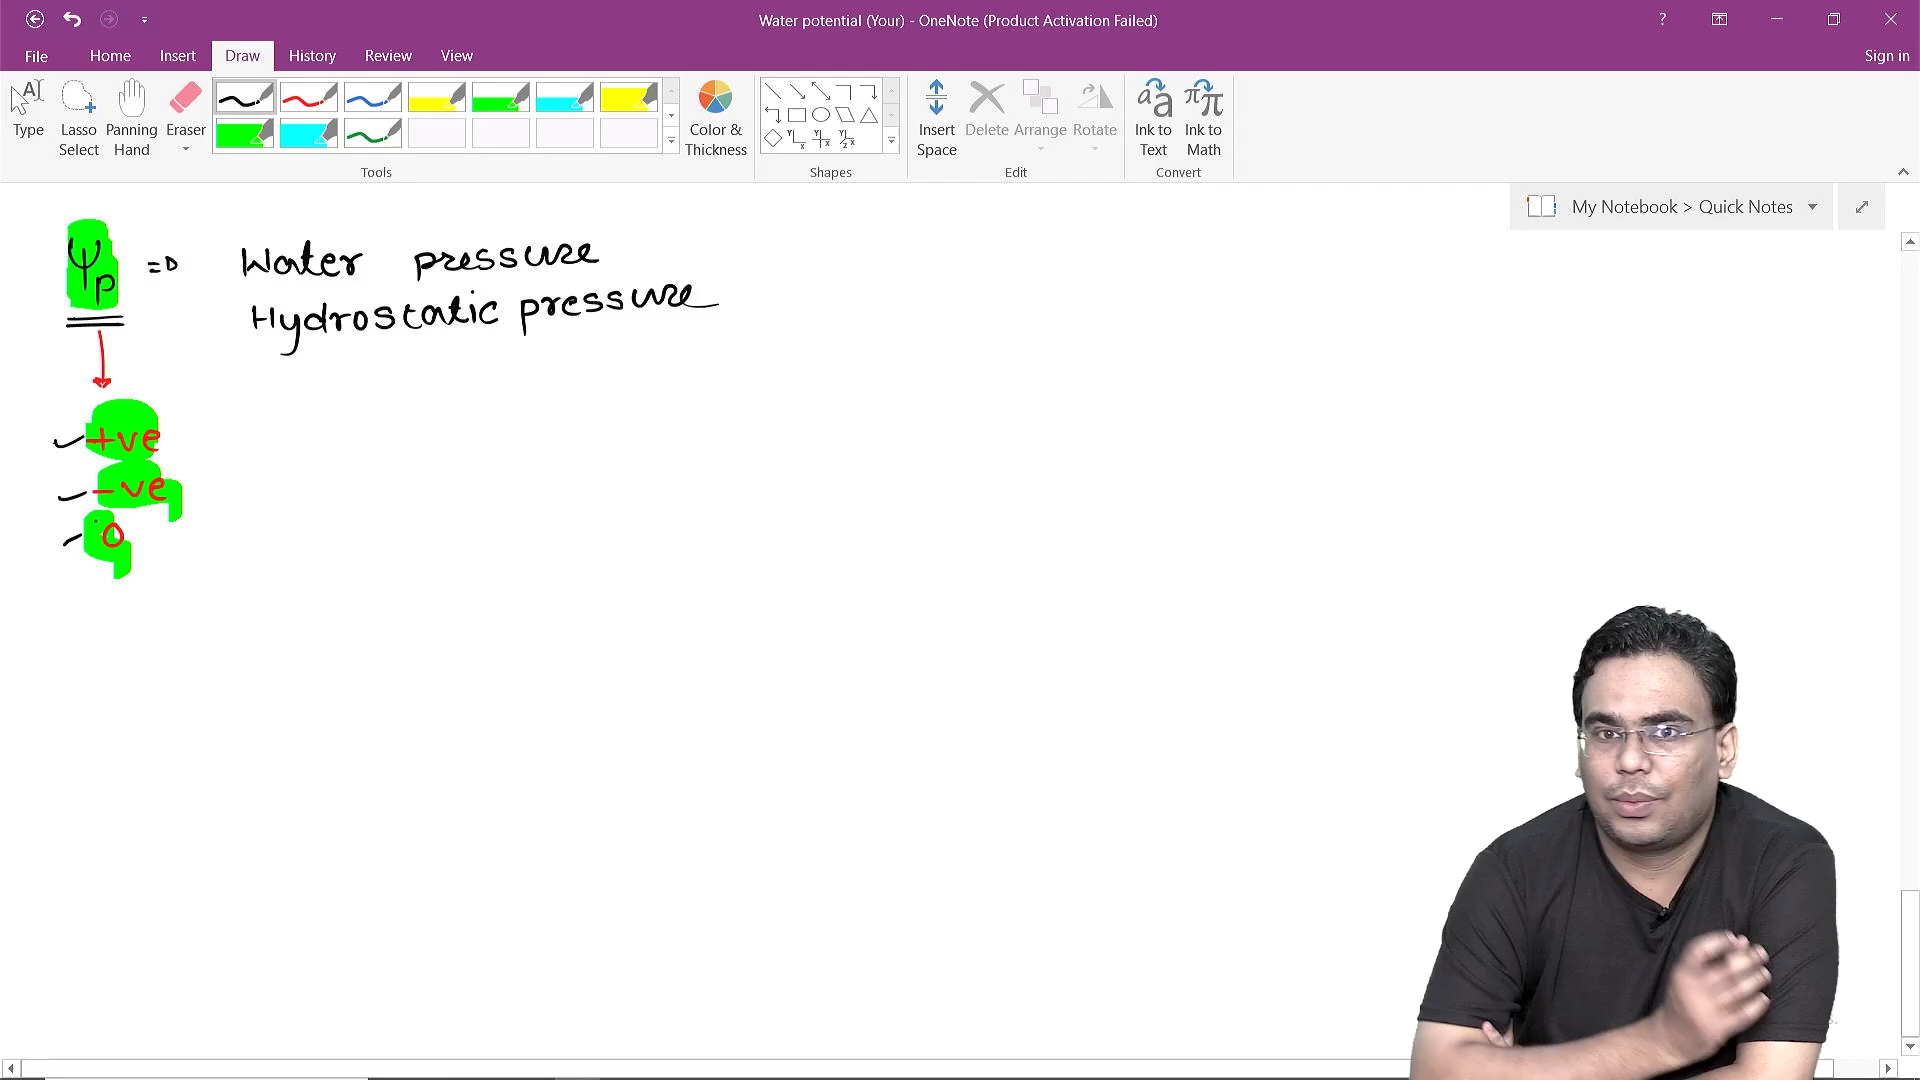 Water potential (Your) - OneNote (Product Activation Failed)
?
File Home Insert Draw History Review View
Sign in
Type
Lasso Select
Panning Hand
Eraser
Color & Thickness
Insert Space
Delete
Arrange
Rotate
Ink to Text
Ink to Math
Tools
Shapes
Edit
Convert
My Notebook > Quick Notes
Ψp => Water pressure
Hydrostatic pressure
+ve
-ve
0